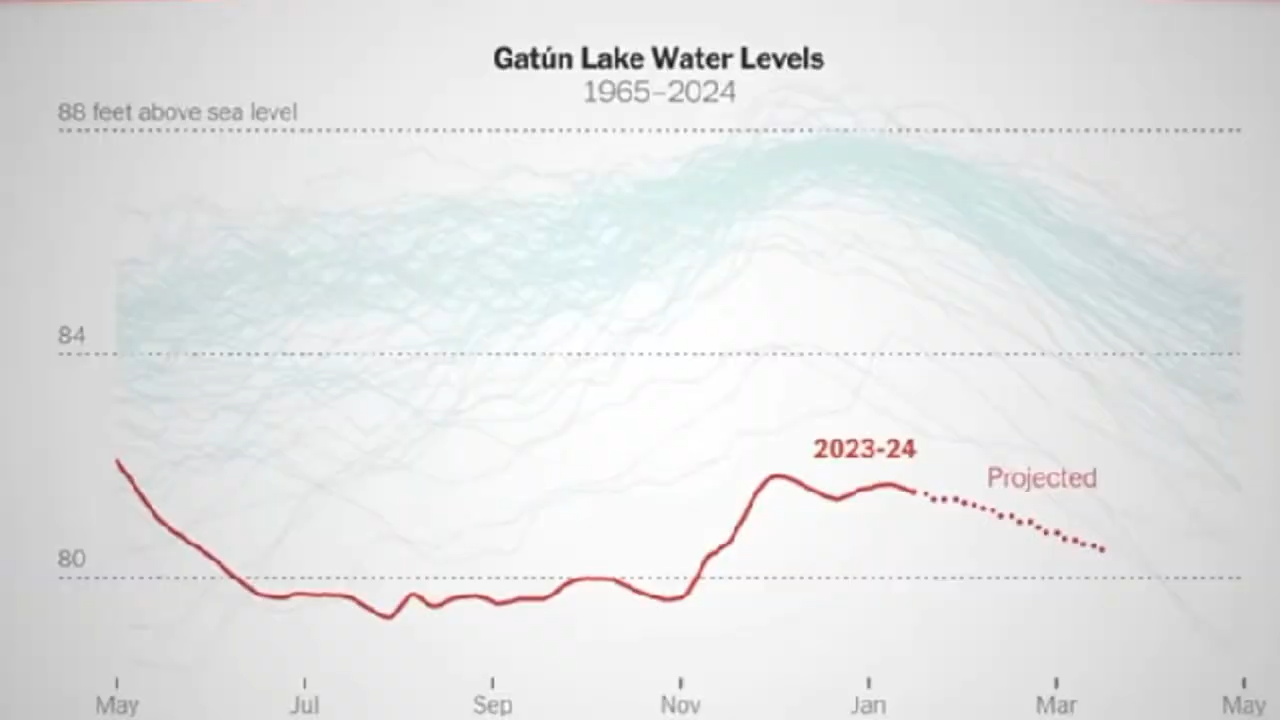 Gatún Lake Water Levels
1965–2024
88 feet above sea level
84
2023-24
Projected
80
May Jul Sep Nov Jan Mar May